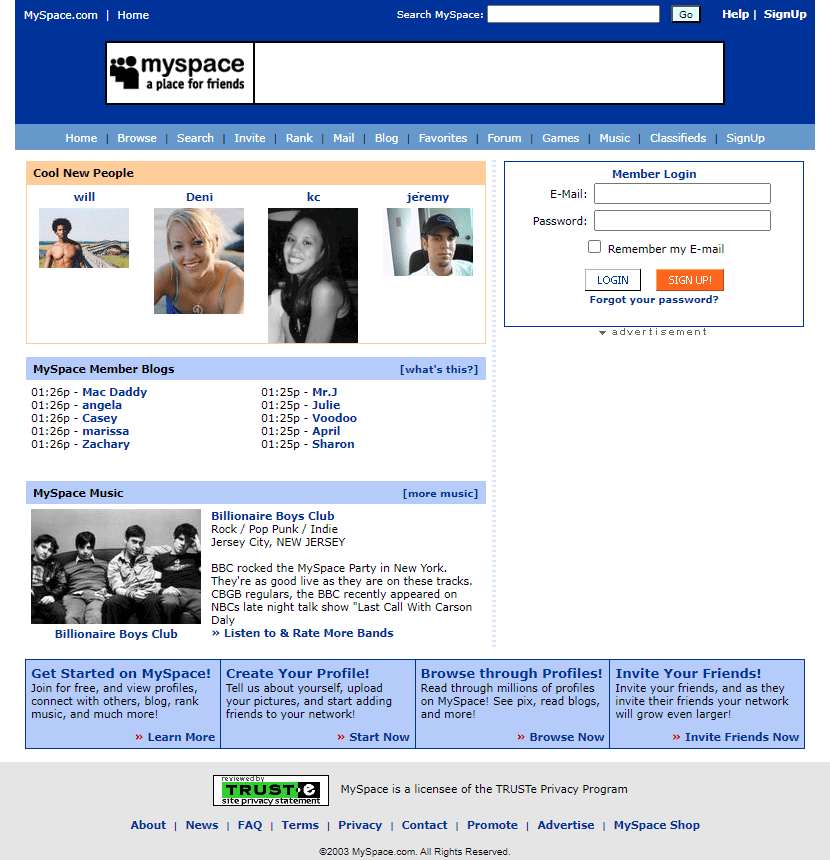 MySpace.com | Home
Search MySpace: Go Help | SignUp
myspace
a place for friends
Home | Browse | Search | Invite | Rank | Mail | Blog | Favorites | Forum | Games | Music | Classifieds | SignUp
Cool New People
will Deni kc jeremy
Member Login
E-Mail:
Password:
Remember my E-mail
LOGIN SIGN UP!
Forgot your password?
advertisement
MySpace Member Blogs [what's this?]
01:26p - Mac Daddy 01:25p - Mr.J
01:26p - angela 01:25p - Julie
01:26p - Casey 01:25p - Voodoo
01:26p - marissa 01:25p - April
01:26p - Zachary 01:25p - Sharon
MySpace Music [more music]
Billionaire Boys Club
Rock / Pop Punk / Indie
Jersey City, NEW JERSEY
BBC rocked the MySpace Party in New York.
They're as good live as they are on these tracks.
CBGB regulars, the BBC recently appeared on
NBCs late night talk show "Last Call With Carson
Daly
» Listen to & Rate More Bands
Billionaire Boys Club
Get Started on MySpace!
Join for free, and view profiles,
connect with others, blog, rank
music, and much more!
» Learn More
Create Your Profile!
Tell us about yourself, upload
your pictures, and start adding
friends to your network!
» Start Now
Browse through Profiles!
Read through millions of profiles
on MySpace! See pix, read blogs,
and more!
» Browse Now
Invite Your Friends!
Invite your friends, and as they
invite their friends your network
will grow even larger!
» Invite Friends Now
reviewed by
TRUST-e
site privacy statement
MySpace is a licensee of the TRUSTe Privacy Program
About | News | FAQ | Terms | Privacy | Contact | Promote | Advertise | MySpace Shop
©2003 MySpace.com. All Rights Reserved.